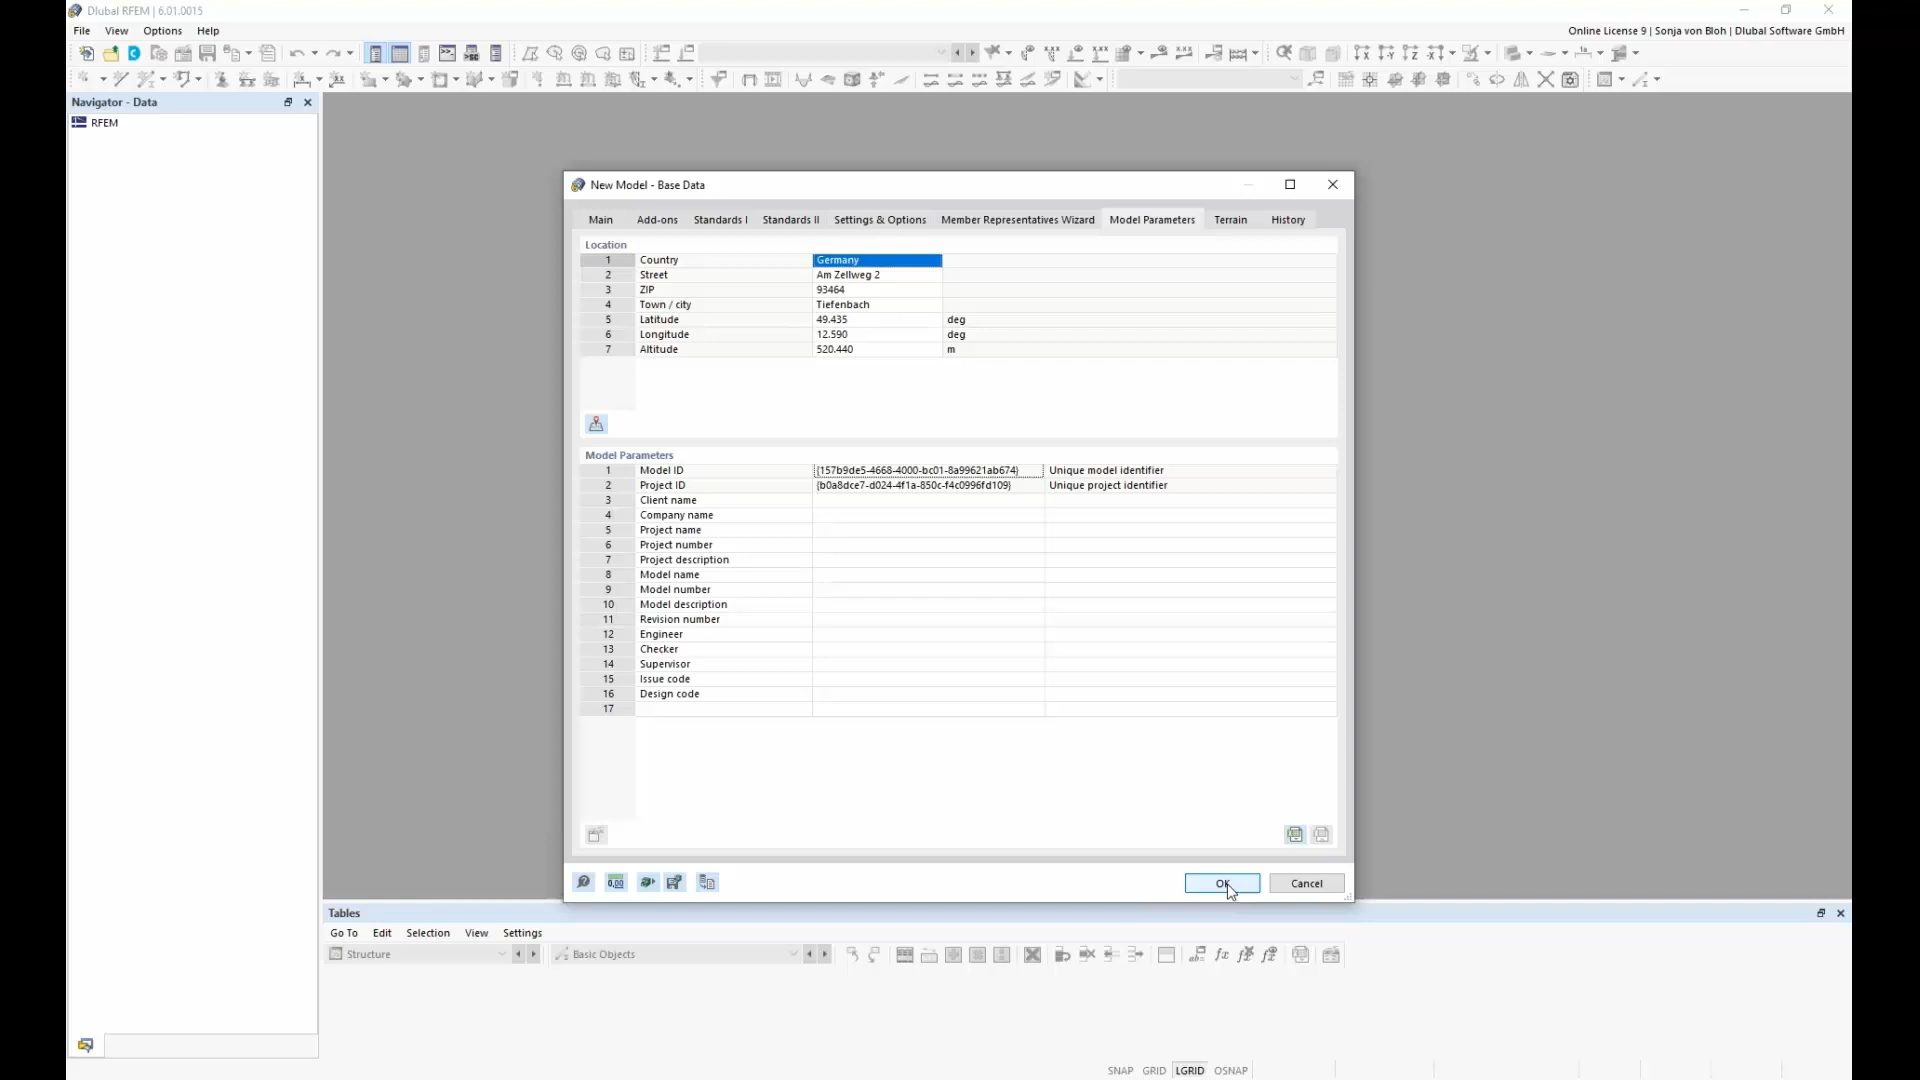 Dlubal RFEM | 6.01.0015
File View Options Help
Online License 9 | Sonja von Bloh | Dlubal Software GmbH
Navigator - Data
RFEM
New Model - Base Data
Main Add-ons Standards I Standards II Settings & Options Member Representatives Wizard Model Parameters Terrain History
Location
1 Country Germany
2 Street Am Zellweg 2
3 ZIP 93464
4 Town / city Tiefenbach
5 Latitude 49.435 deg
6 Longitude 12.590 deg
7 Altitude 520.440 m
Model Parameters
1 Model ID {157b9de5-4668-4000-bc01-8a99621ab674} Unique model identifier
2 Project ID {b0a8dce7-d024-4f1a-850c-f4c0996fd109} Unique project identifier
3 Client name
4 Company name
5 Project name
6 Project number
7 Project description
8 Model name
9 Model number
10 Model description
11 Revision number
12 Engineer
13 Checker
14 Supervisor
15 Issue code
16 Design code
17
OK Cancel
Tables
Go To Edit Selection View Settings
Structure Basic Objects
SNAP GRID LGRID OSNAP